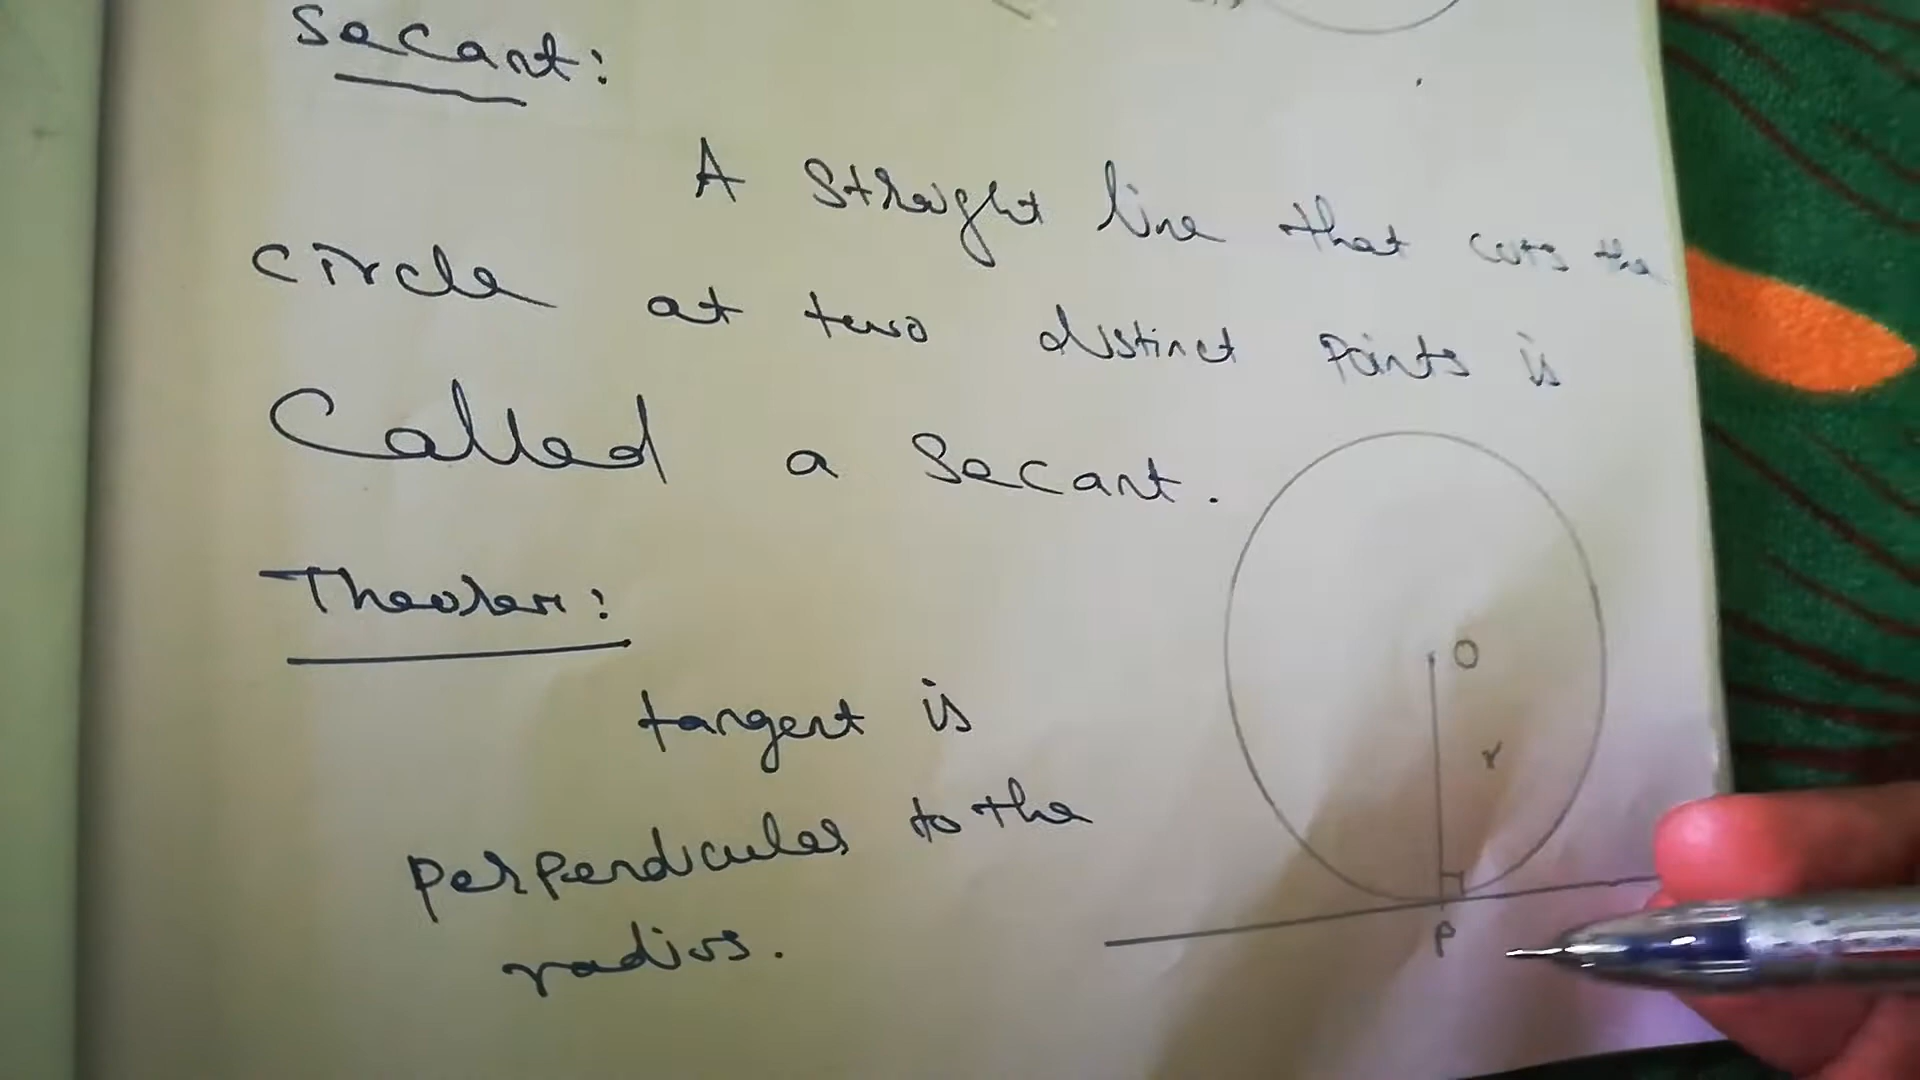 Secant:
A straight line that cuts the
circle at two distinct points is
Called a Secant.
Theorem:
tangent is
perpendicular to the
radius.
O
r
P